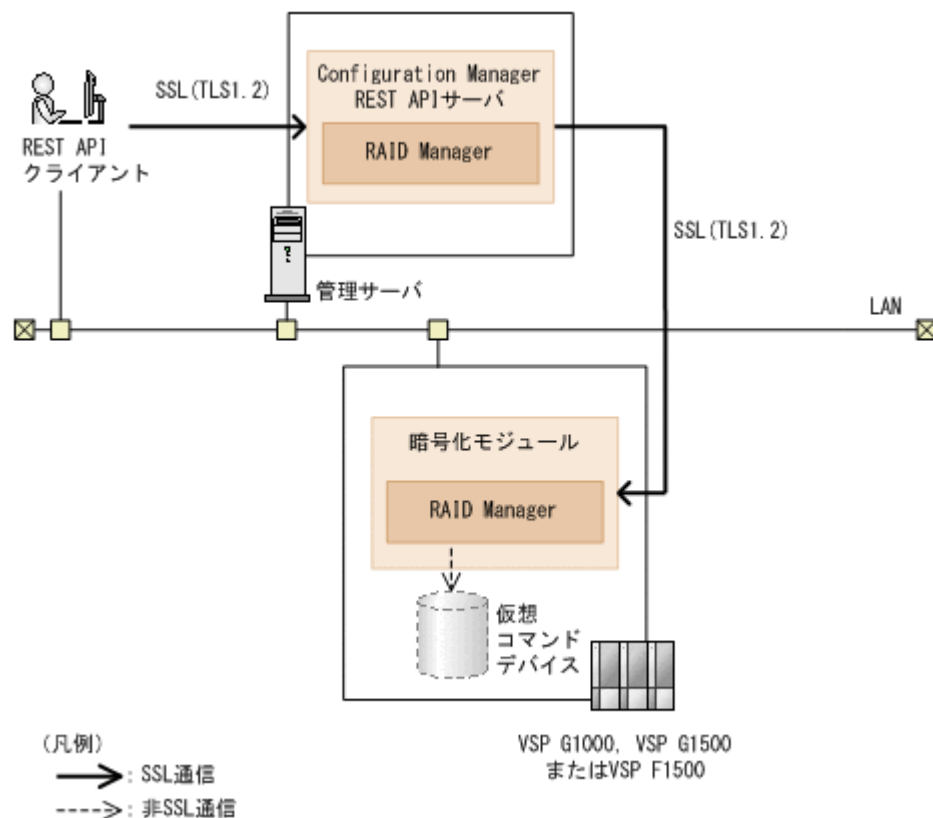 SSL(TLS1.2)
Configuration Manager
REST APIサーバ
RAID Manager
REST API
クライアント
SSL(TLS1.2)
管理サーバ
LAN
暗号化モジュール
RAID Manager
仮想
コマンド
デバイス
VSP G1000, VSP G1500
またはVSP F1500
(凡例)
: SSL通信
: 非SSL通信